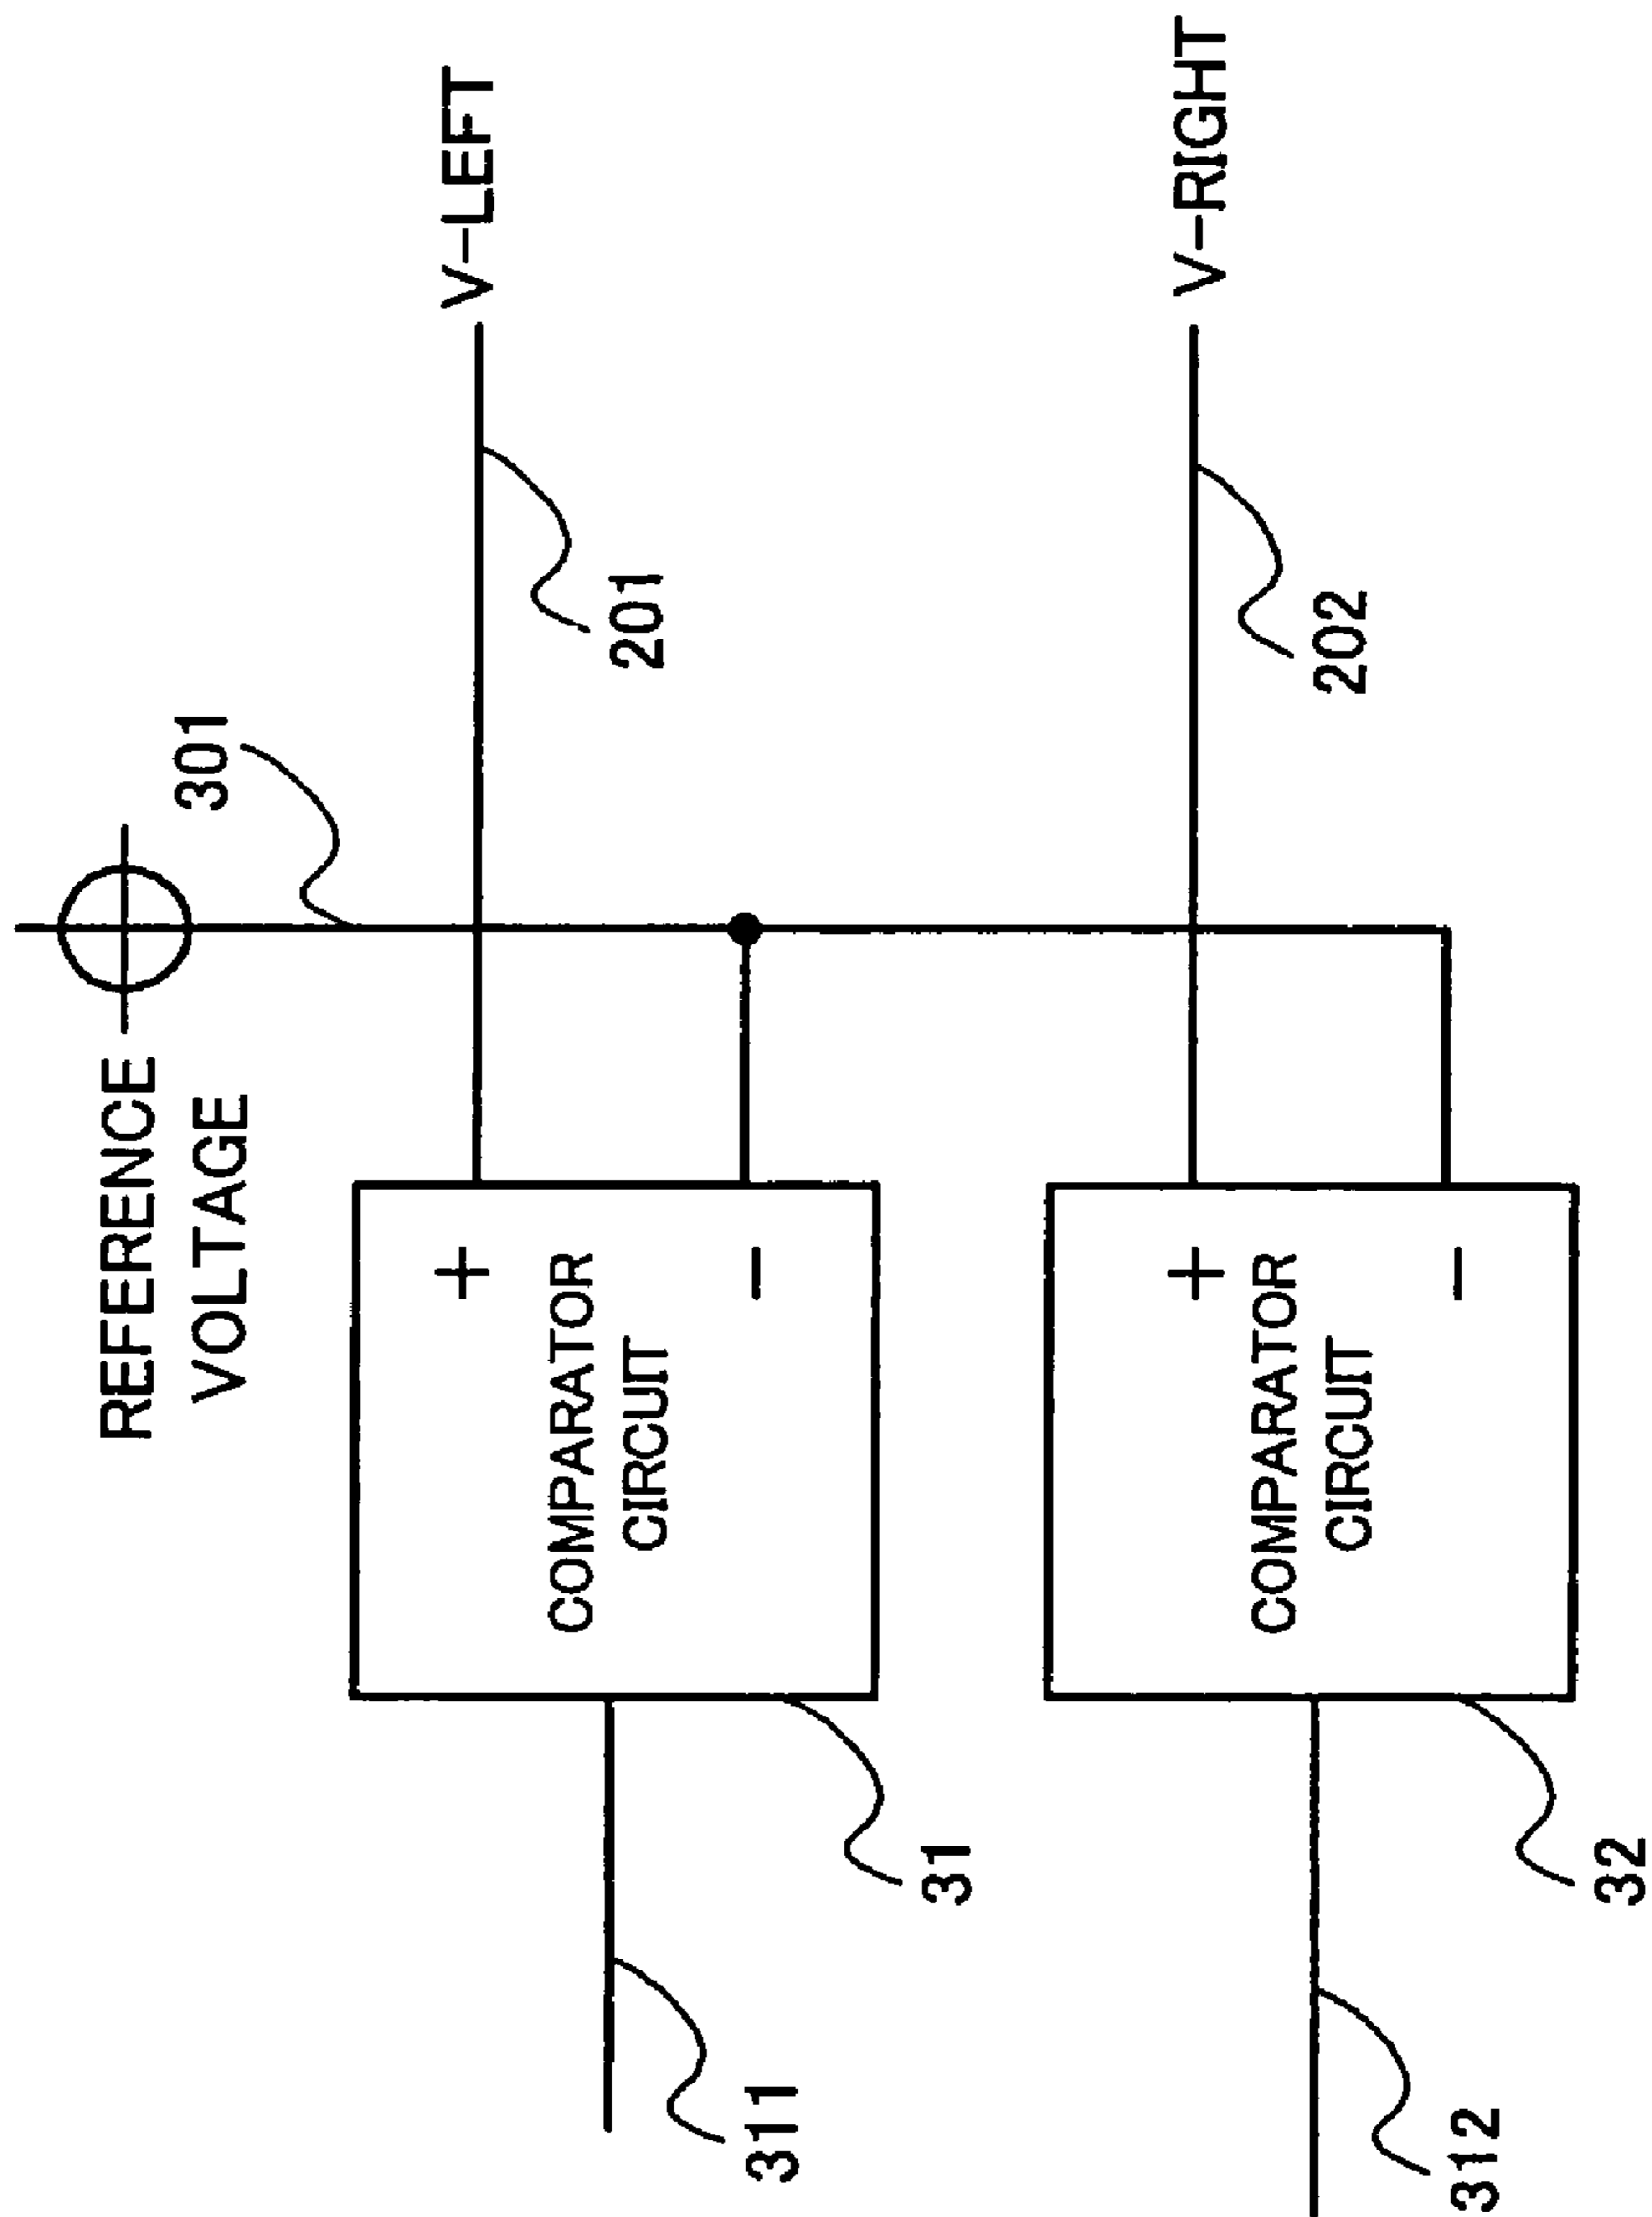 REFERENCE
VOLTAGE
301
V-LEFT
201
+
COMPARATOR
CIRCUIT
-
31
311
V-RIGHT
202
+
COMPARATOR
CIRCUIT
-
32
312